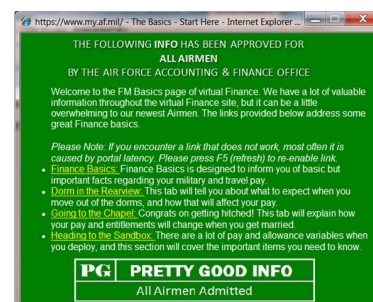 https://www.my.af.mil/ - The Basics - Start Here - Internet Explorer ...
THE FOLLOWING INFO HAS BEEN APPROVED FOR
ALL AIRMEN
BY THE AIR FORCE ACCOUNTING & FINANCE OFFICE
Welcome to the FM Basics page of virtual Finance. We have a lot of valuable
information throughout the virtual Finance site, but it can be a little
overwhelming to our newest Airmen. The links provided below address some
great Finance basics.
Please Note: If you encounter a link that does not work, most often it is
caused by portal latency. Please press F5 (refresh) to re-enable link.
• Finance Basics: Finance Basics is designed to inform you of basic but
important facts regarding your military and travel pay.
• Dorm in the Rearview: This tab will tell you about what to expect when you
move out of the dorms, and how that will affect your pay.
• Going to the Chapel: Congrats on getting hitched! This tab will explain how
your pay and entitlements will change when you get married.
• Heading to the Sandbox: There are a lot of pay and allowance variables when
you deploy, and this section will cover the important items you need to know.
PG PRETTY GOOD INFO
All Airmen Admitted